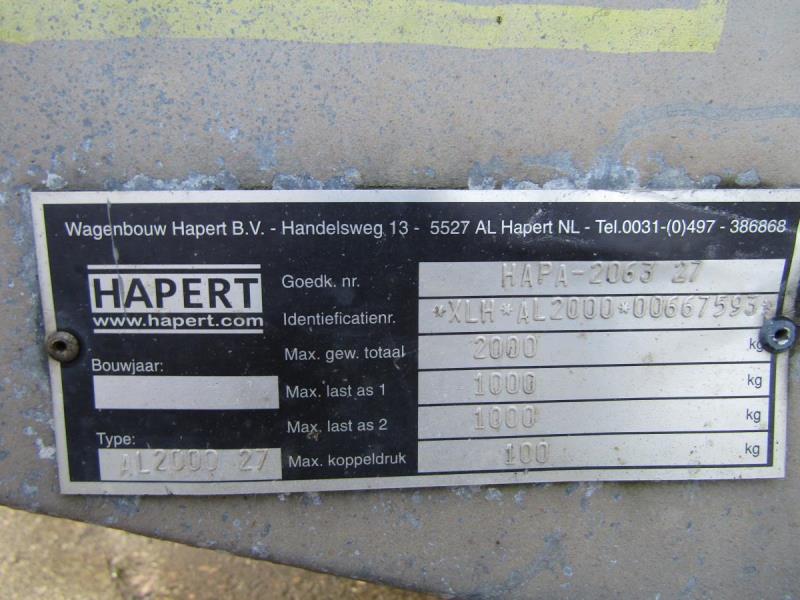 Wagenbouw Hapert B.V. - Handelsweg 13 - 5527 AL Hapert NL - Tel.0031-(0)497 - 386868
HAPERT
www.hapert.com
Goedk. nr. HAPA-2063 27
Identieficatienr. *XLH*AL2000*00667593*
Max. gew. totaal 2000 kg
Bouwjaar:
Max. last as 1 1000 kg
Max. last as 2 1000 kg
Type: AL2000 27
Max. koppeldruk 100 kg